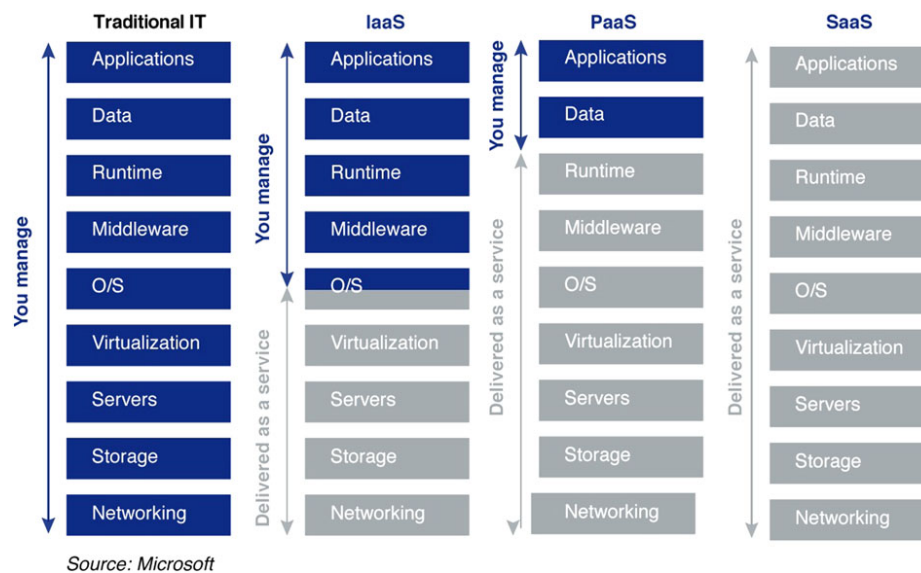 Traditional IT
IaaS
PaaS
SaaS
You manage
Applications
Data
Runtime
Middleware
O/S
Virtualization
Servers
Storage
Networking
You manage
Delivered as a service
Applications
Data
Runtime
Middleware
O/S
Virtualization
Servers
Storage
Networking
You manage
Delivered as a service
Applications
Data
Runtime
Middleware
O/S
Virtualization
Servers
Storage
Networking
Delivered as a service
Applications
Data
Runtime
Middleware
O/S
Virtualization
Servers
Storage
Networking
Source: Microsoft